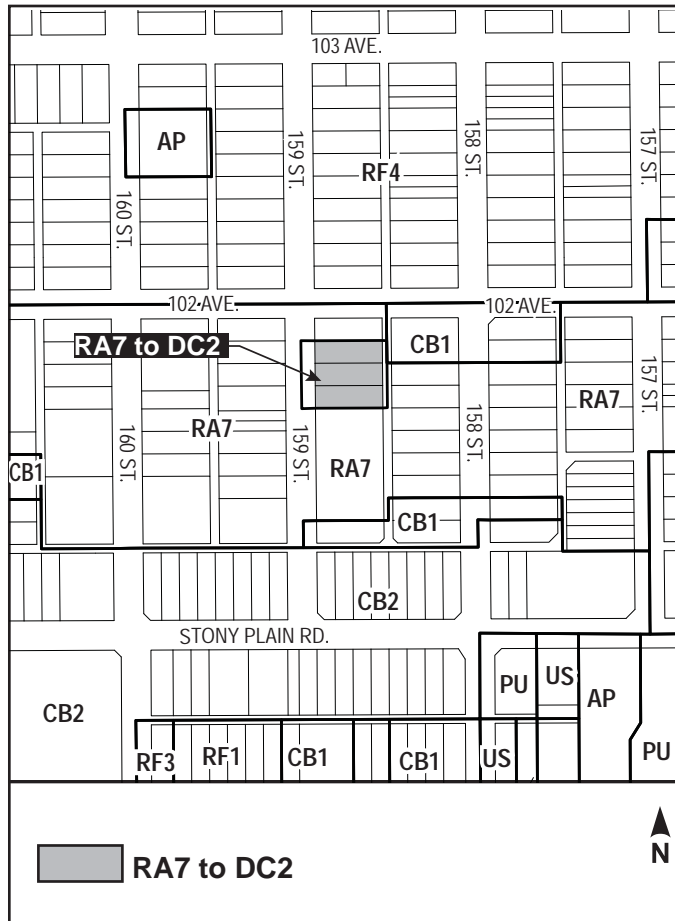 103 AVE.
AP
159 ST.
158 ST.
157 ST.
RF4
160 ST.
102 AVE.
102 AVE.
RA7 to DC2
CB1
157 ST.
RA7
RA7
160 ST.
159 ST.
158 ST.
CB1
RA7
CB1
CB2
STONY PLAIN RD.
PU
US
AP
CB2
PU
RF3
RF1
CB1
CB1
US
N
RA7 to DC2